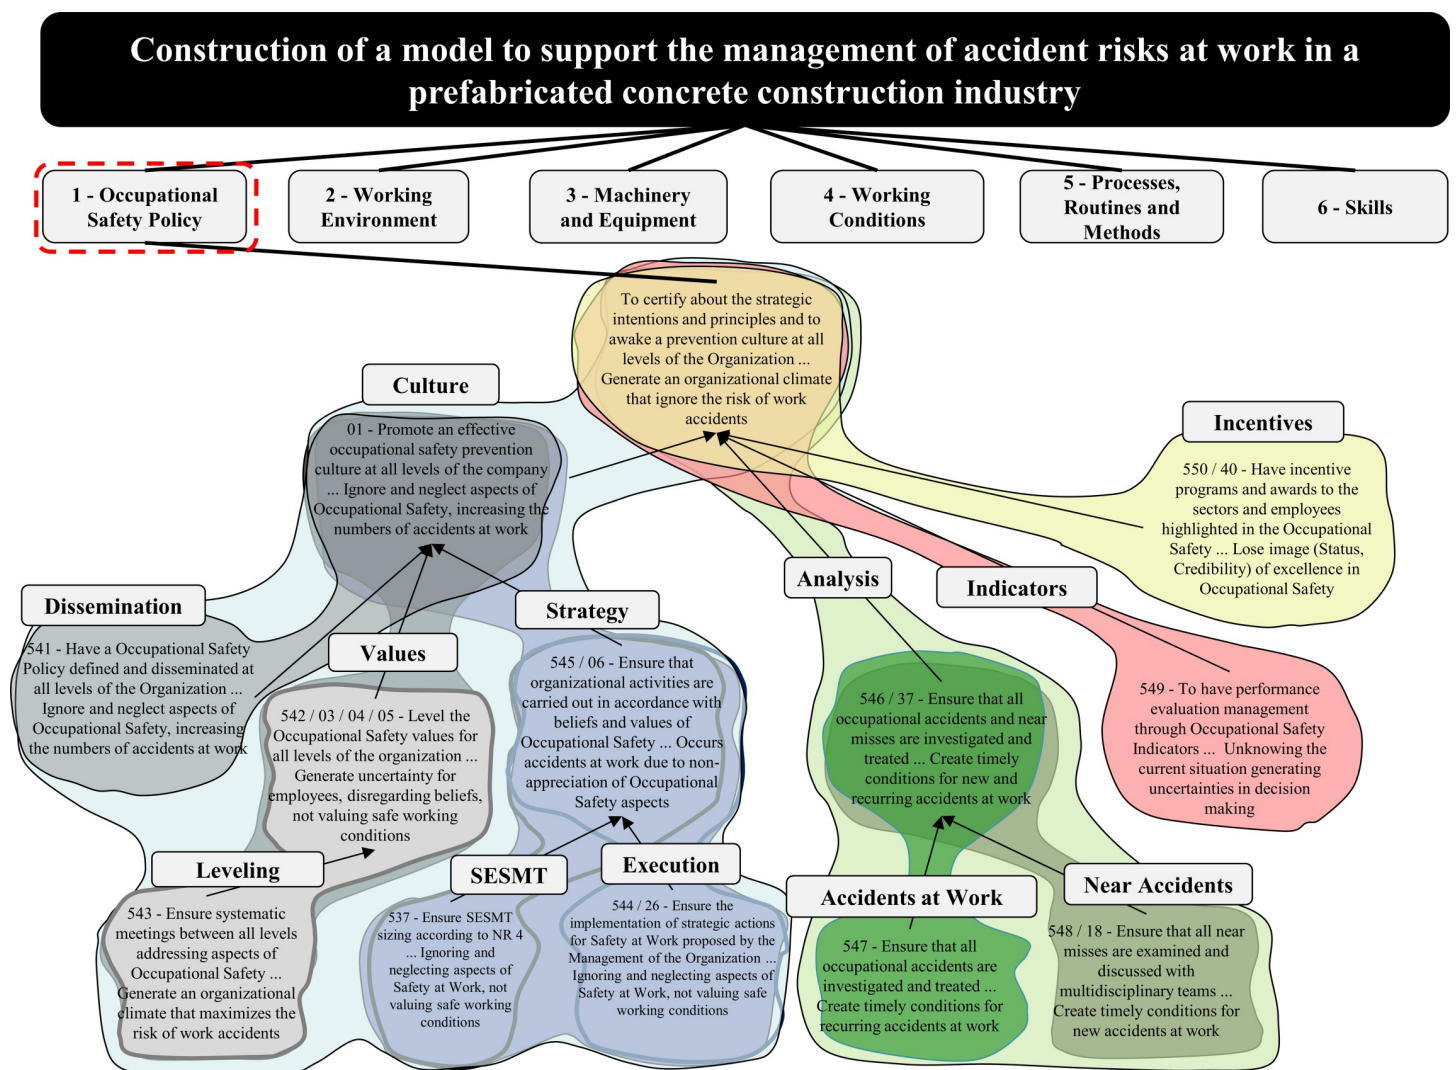 Construction of a model to support the management of accident risks at work in a
prefabricated concrete construction industry
1 - Occupational
Safety Policy
2 - Working
Environment
3 - Machinery
and Equipment
4 - Working
Conditions
5 - Processes,
Routines and
Methods
6 - Skills
To certify about the strategic
intentions and principles and to
awake a prevention culture at all
levels of the Organization ...
Generate an organizational climate
that ignore the risk of work
accidents
Culture
01 - Promote an effective
occupational safety prevention
culture at all levels of the company
... Ignore and neglect aspects of
Occupational Safety, increasing the
numbers of accidents at work
Incentives
550 / 40 - Have incentive
programs and awards to the
sectors and employees
highlighted in the Occupational
Safety ... Lose image (Status,
Credibility) of excellence in
Occupational Safety
Dissemination
541 - Have a Occupational Safety
Policy defined and disseminated at
all levels of the Organization ...
Ignore and neglect aspects of
Occupational Safety, increasing
the numbers of accidents at work
Values
542 / 03 / 04 / 05 - Level the
Occupational Safety values for
all levels of the organization ...
Generate uncertainty for
employees, disregarding beliefs,
not valuing safe working
conditions
Strategy
545 / 06 - Ensure that
organizational activities are
carried out in accordance with
beliefs and values of
Occupational Safety ... Occurs
accidents at work due to non-
appreciation of Occupational
Safety aspects
Analysis
546 / 37 - Ensure that all
occupational accidents and near
misses are investigated and
treated ... Create timely
conditions for new and
recurring accidents at work
Indicators
549 - To have performance
evaluation management
through Occupational Safety
Indicators ... Unknowing the
current situation generating
uncertainties in decision
making
Leveling
543 - Ensure systematic
meetings between all levels
addressing aspects of
Occupational Safety ...
Generate an organizational
climate that maximizes the
risk of work accidents
SESMT
537 - Ensure SESMT
sizing according to NR 4
... Ignoring and
neglecting aspects of
Safety at Work, not
valuing safe working
conditions
Execution
544 / 26 - Ensure the
implementation of strategic actions
for Safety at Work proposed by the
Management of the Organization ...
Ignoring and neglecting aspects of
Safety at Work, not valuing safe
working conditions
Accidents at Work
547 - Ensure that all
occupational accidents are
investigated and treated ...
Create timely conditions for
recurring accidents at work
Near Accidents
548 / 18 - Ensure that all near
misses are examined and
discussed with
multidisciplinary teams ...
Create timely conditions for
new accidents at work